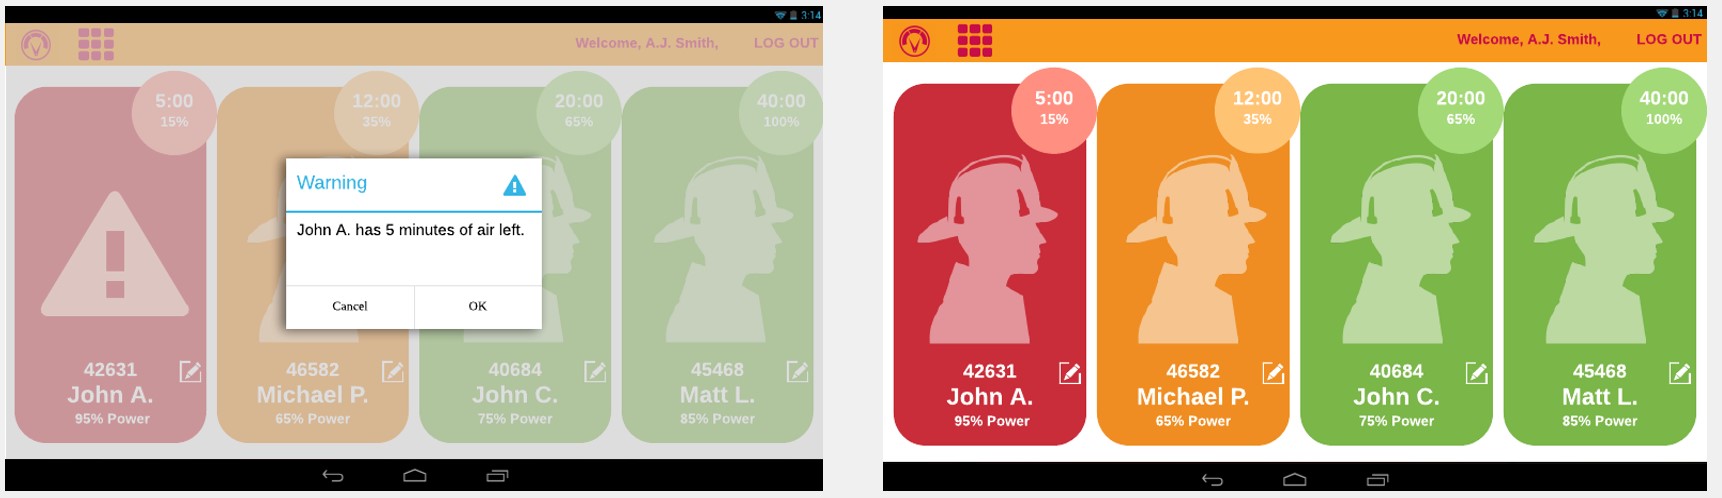 3:14
Welcome, A.J. Smith,
LOG OUT
5:00
15%
12:00
35%
20:00
65%
40:00
100%
Warning
John A. has 5 minutes of air left.
Cancel
OK
42631
John A.
95% Power
46582
Michael P.
65% Power
40684
John C.
75% Power
45468
Matt L.
85% Power
3:14
Welcome, A.J. Smith,
LOG OUT
5:00
15%
12:00
35%
20:00
65%
40:00
100%
42631
John A.
95% Power
46582
Michael P.
65% Power
40684
John C.
75% Power
45468
Matt L.
85% Power